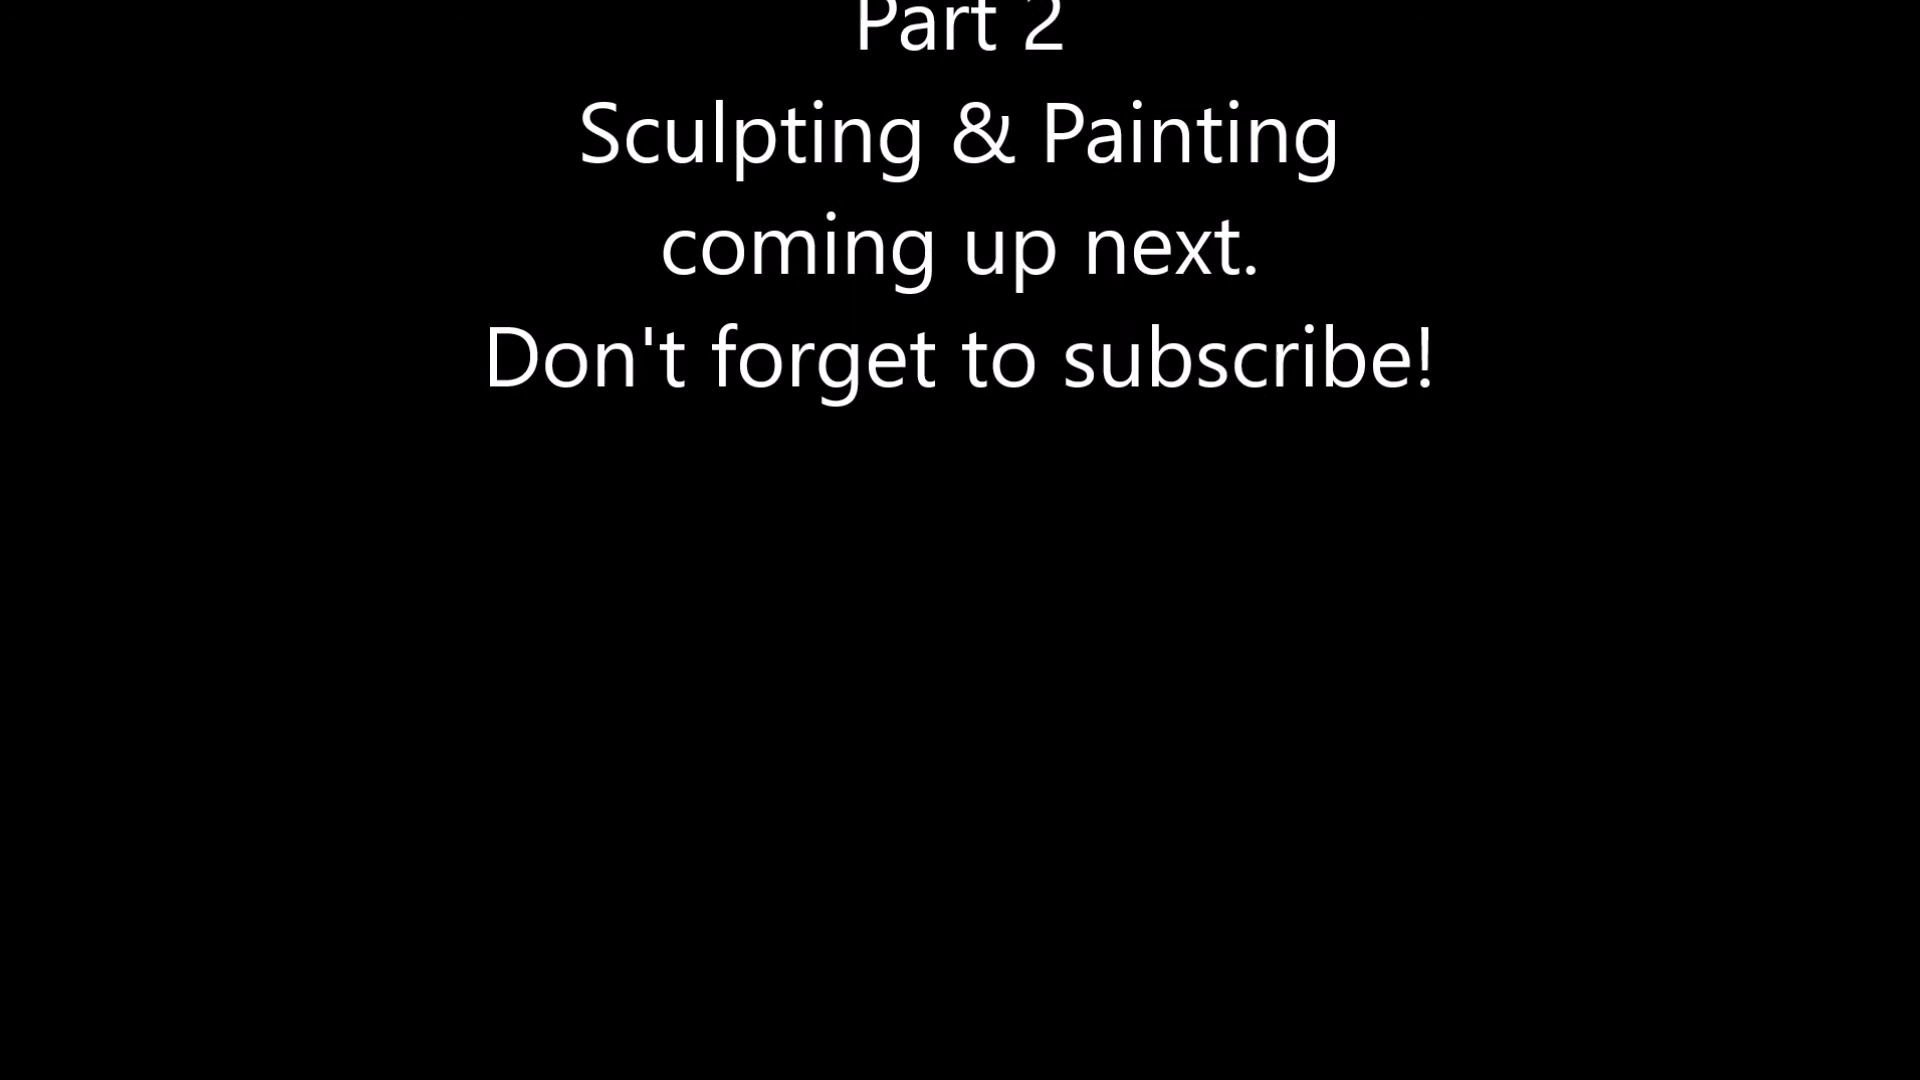 Part 2
Sculpting & Painting
coming up next.
Don't forget to subscribe!